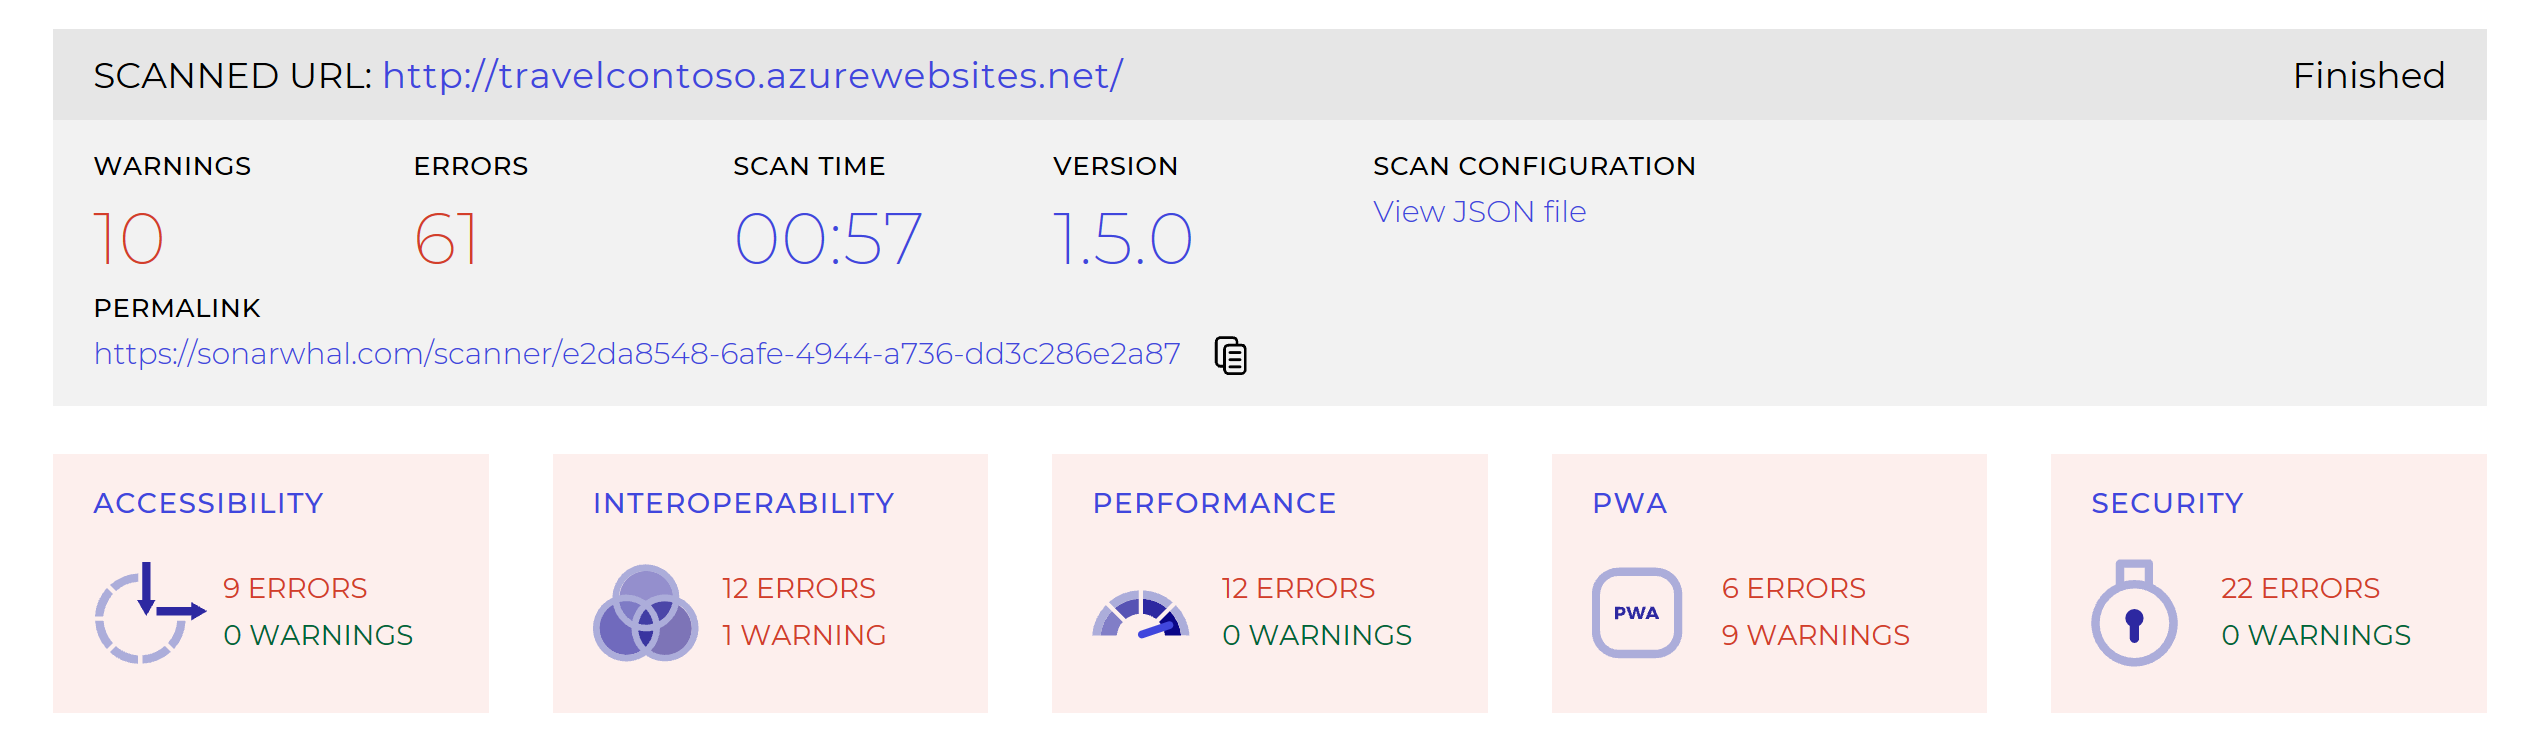 SCANNED URL: http://travelcontoso.azurewebsites.net/ Finished
WARNINGS ERRORS SCAN TIME VERSION SCAN CONFIGURATION
10 61 00:57 1.5.0 View JSON file
PERMALINK
https://sonarwhal.com/scanner/e2da8548-6afe-4944-a736-dd3c286e2a87
ACCESSIBILITY
9 ERRORS
0 WARNINGS
INTEROPERABILITY
12 ERRORS
1 WARNING
PERFORMANCE
12 ERRORS
0 WARNINGS
PWA
PWA
6 ERRORS
9 WARNINGS
SECURITY
22 ERRORS
0 WARNINGS